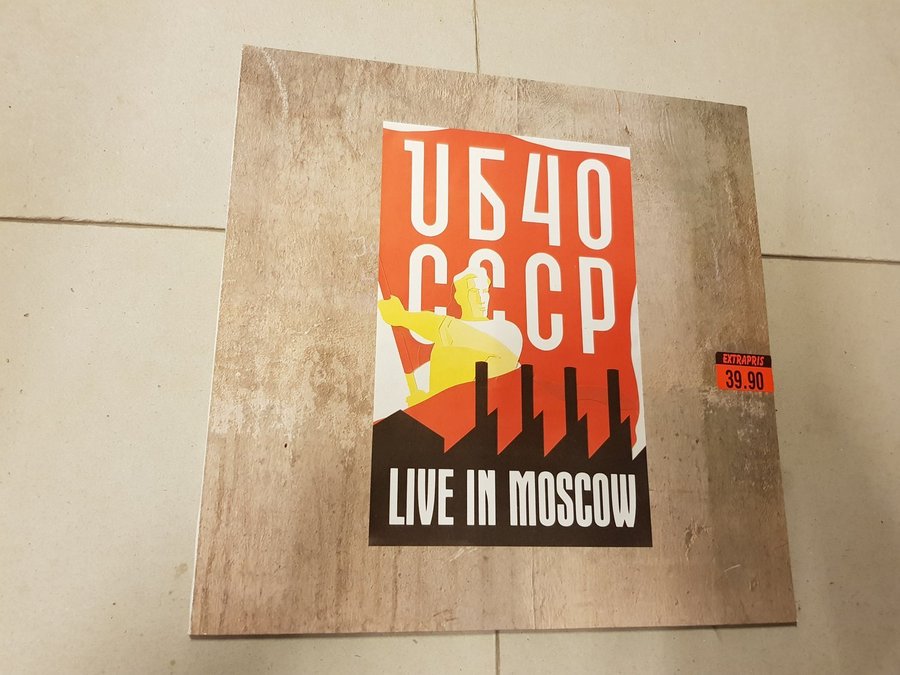 UБ40
CCCP
EXTRAPRIS
39.90
LIVE IN MOSCOW